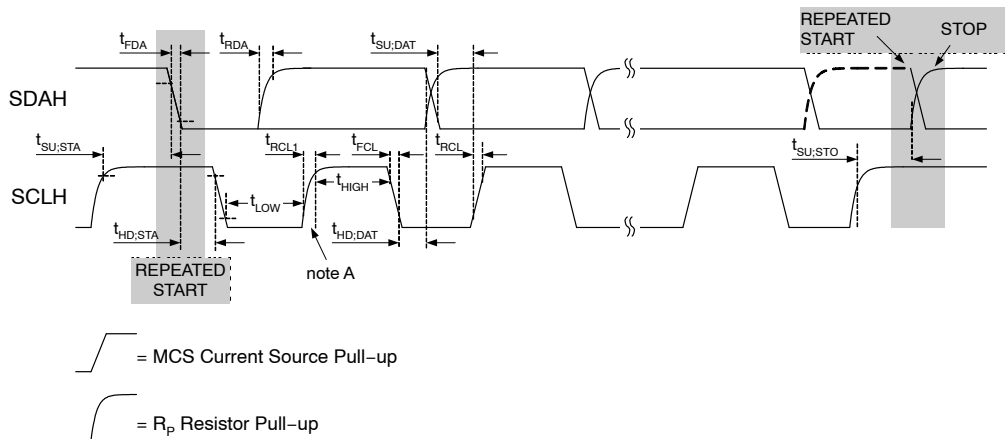 t_FDA
t_RDA
t_SU;DAT
REPEATED START
STOP
SDAH
t_SU;STA
t_RCL1
t_FCL
t_RCL
t_SU;STO
SCLH
t_LOW
t_HIGH
t_HD;STA
t_HD;DAT
REPEATED START
note A
= MCS Current Source Pull−up
= R_P Resistor Pull−up